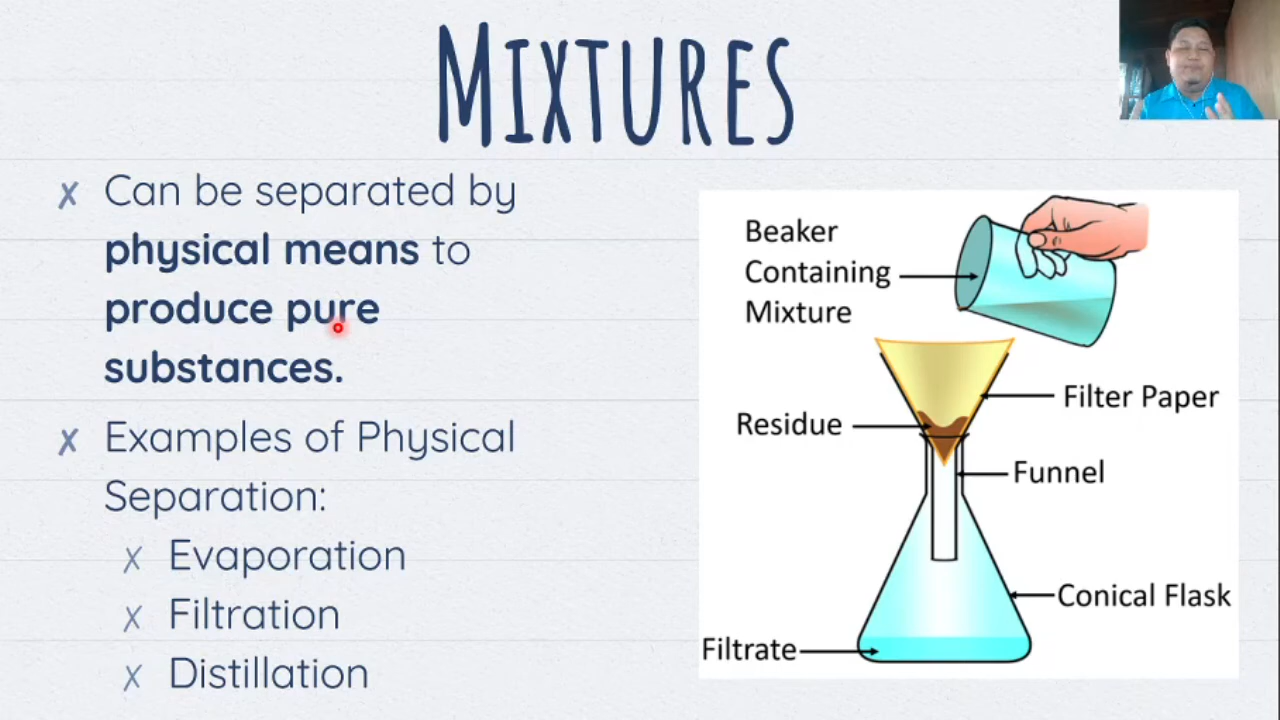 MIXTURES
✗ Can be separated by
physical means to
produce pure
substances.
✗ Examples of Physical
Separation:
✗ Evaporation
✗ Filtration
✗ Distillation
Beaker
Containing
Mixture
Filter Paper
Residue
Funnel
Conical Flask
Filtrate